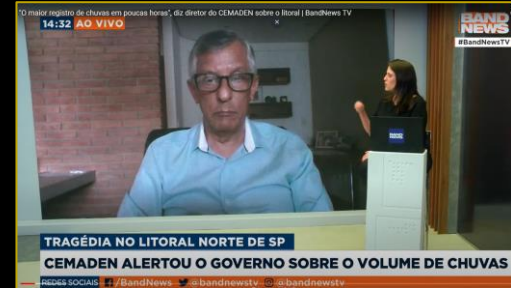 "O maior registro de chuvas em poucas horas", diz diretor do CEMADEN sobre o litoral | BandNews TV
14:32 AO VIVO
BAND
NEWS
#BandNewsTV
TRAGÉDIA NO LITORAL NORTE DE SP
CEMADEN ALERTOU O GOVERNO SOBRE O VOLUME DE CHUVAS
REDES SOCIAIS /BandNews @bandnewstv @bandnewstv